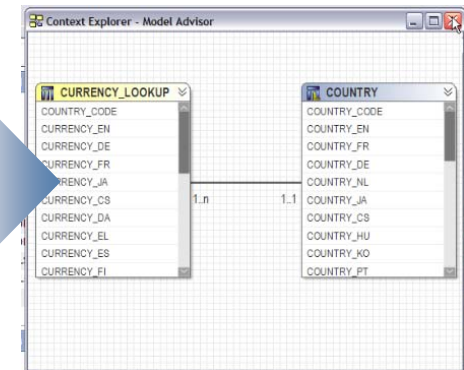 Context Explorer - Model Advisor
CURRENCY_LOOKUP
COUNTRY_CODE
CURRENCY_EN
CURRENCY_DE
CURRENCY_FR
RRENCY_JA
CURRENCY_CS
CURRENCY_DA
CURRENCY_EL
CURRENCY_ES
CURRENCY_FI
1..n
1..1
COUNTRY
COUNTRY_CODE
COUNTRY_EN
COUNTRY_FR
COUNTRY_DE
COUNTRY_NL
COUNTRY_JA
COUNTRY_CS
COUNTRY_HU
COUNTRY_KO
COUNTRY_PT